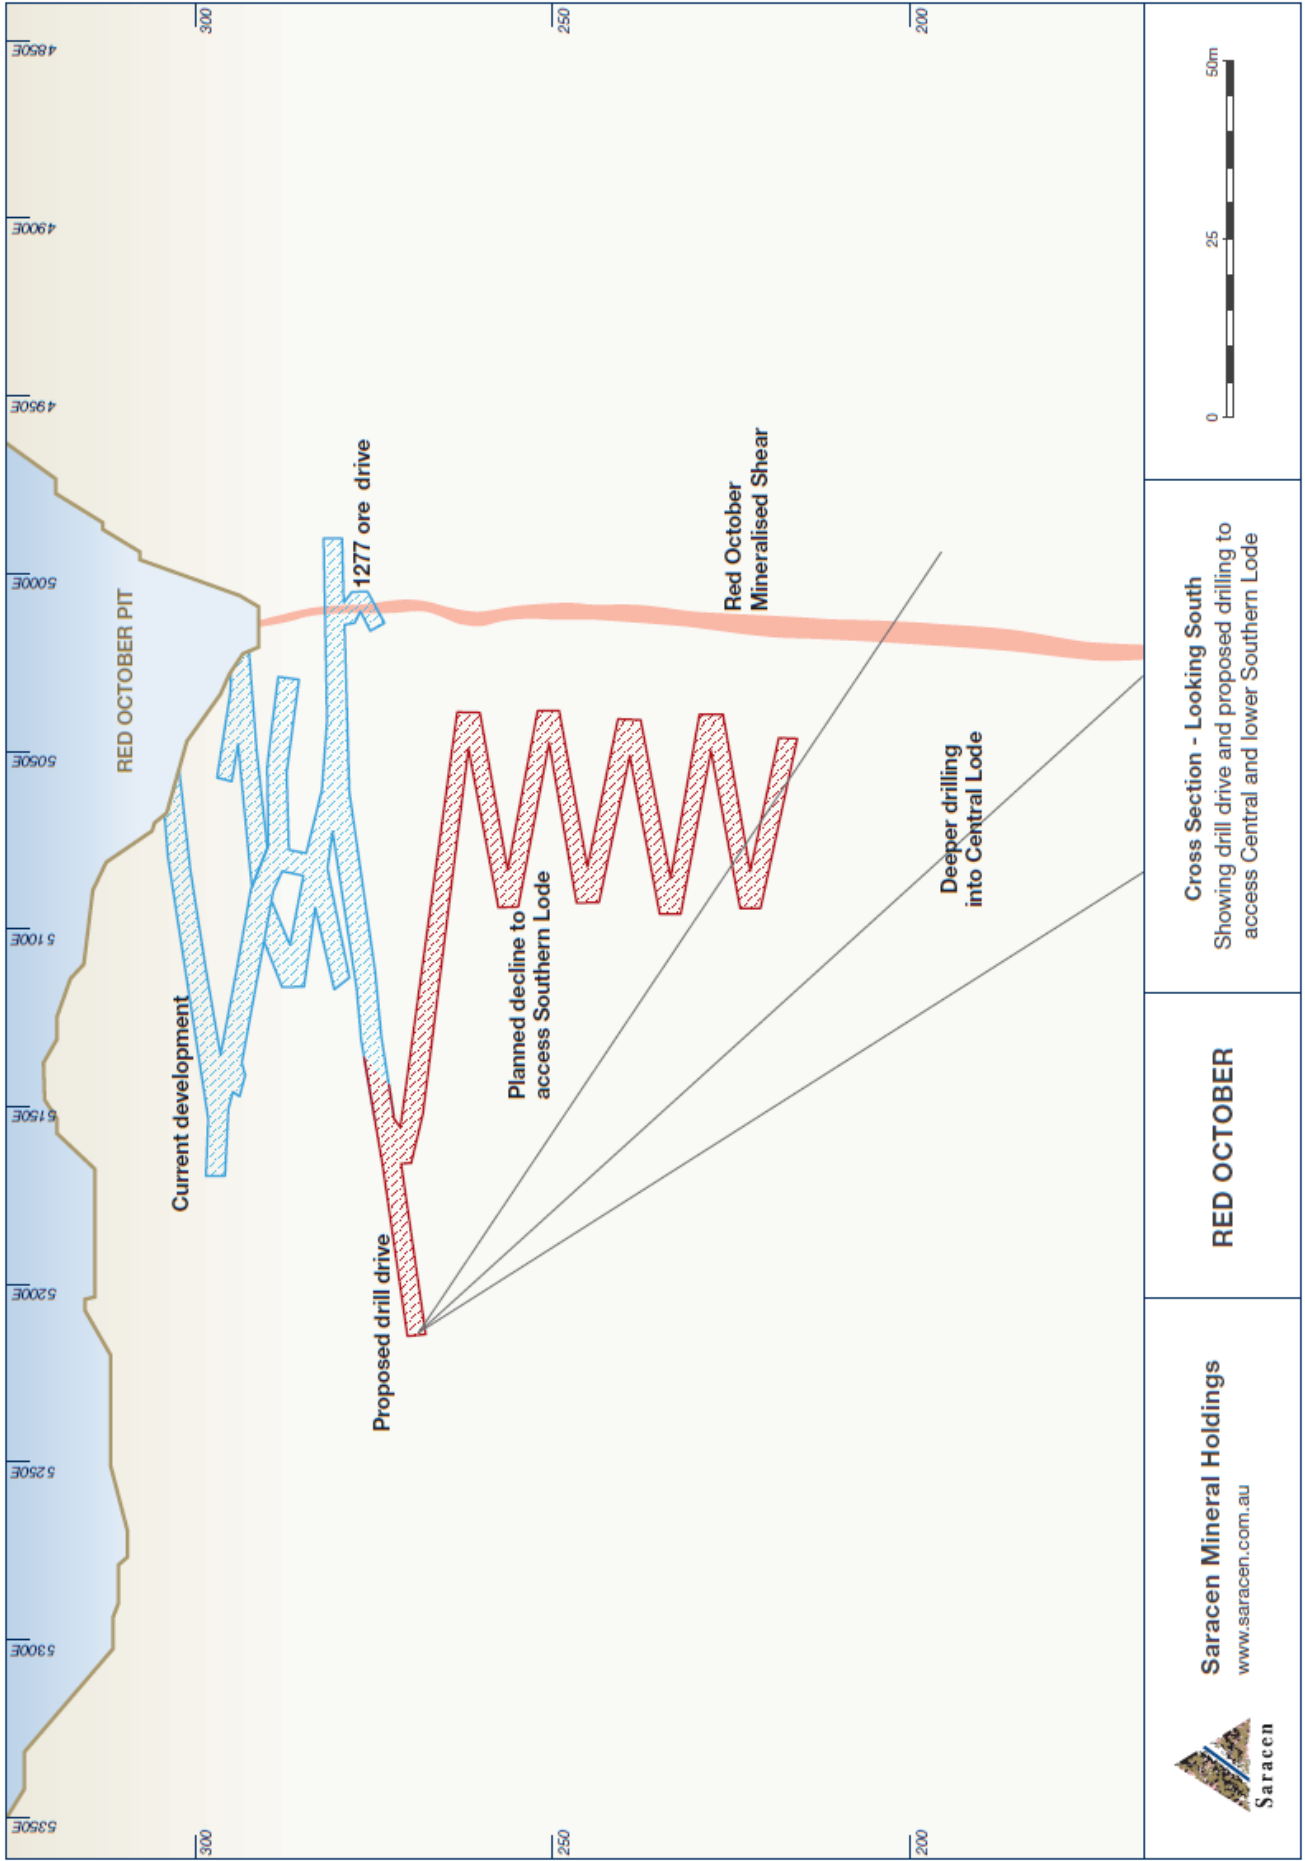 5350E
5300E
5250E
5200E
5150E
5100E
5050E
5000E
4950E
4900E
4850E
RED OCTOBER PIT
300
300
Current development
1277 ore drive
Proposed drill drive
250
250
Planned decline to
access Southern Lode
Red October
Mineralised Shear
200
200
Deeper drilling
into Central Lode
Saracen
Saracen Mineral Holdings
www.saracen.com.au
RED OCTOBER
Cross Section - Looking South
Showing drill drive and proposed drilling to
access Central and lower Southern Lode
0
25
50m